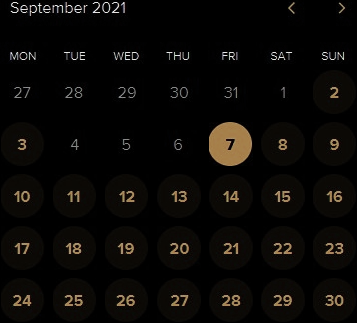 September 2021
MON TUE WED THU FRI SAT SUN
27 28 29 30 31 1 2
3 4 5 6 7 8 9
10 11 12 13 14 15 16
17 18 19 20 21 22 23
24 25 26 27 28 29 30